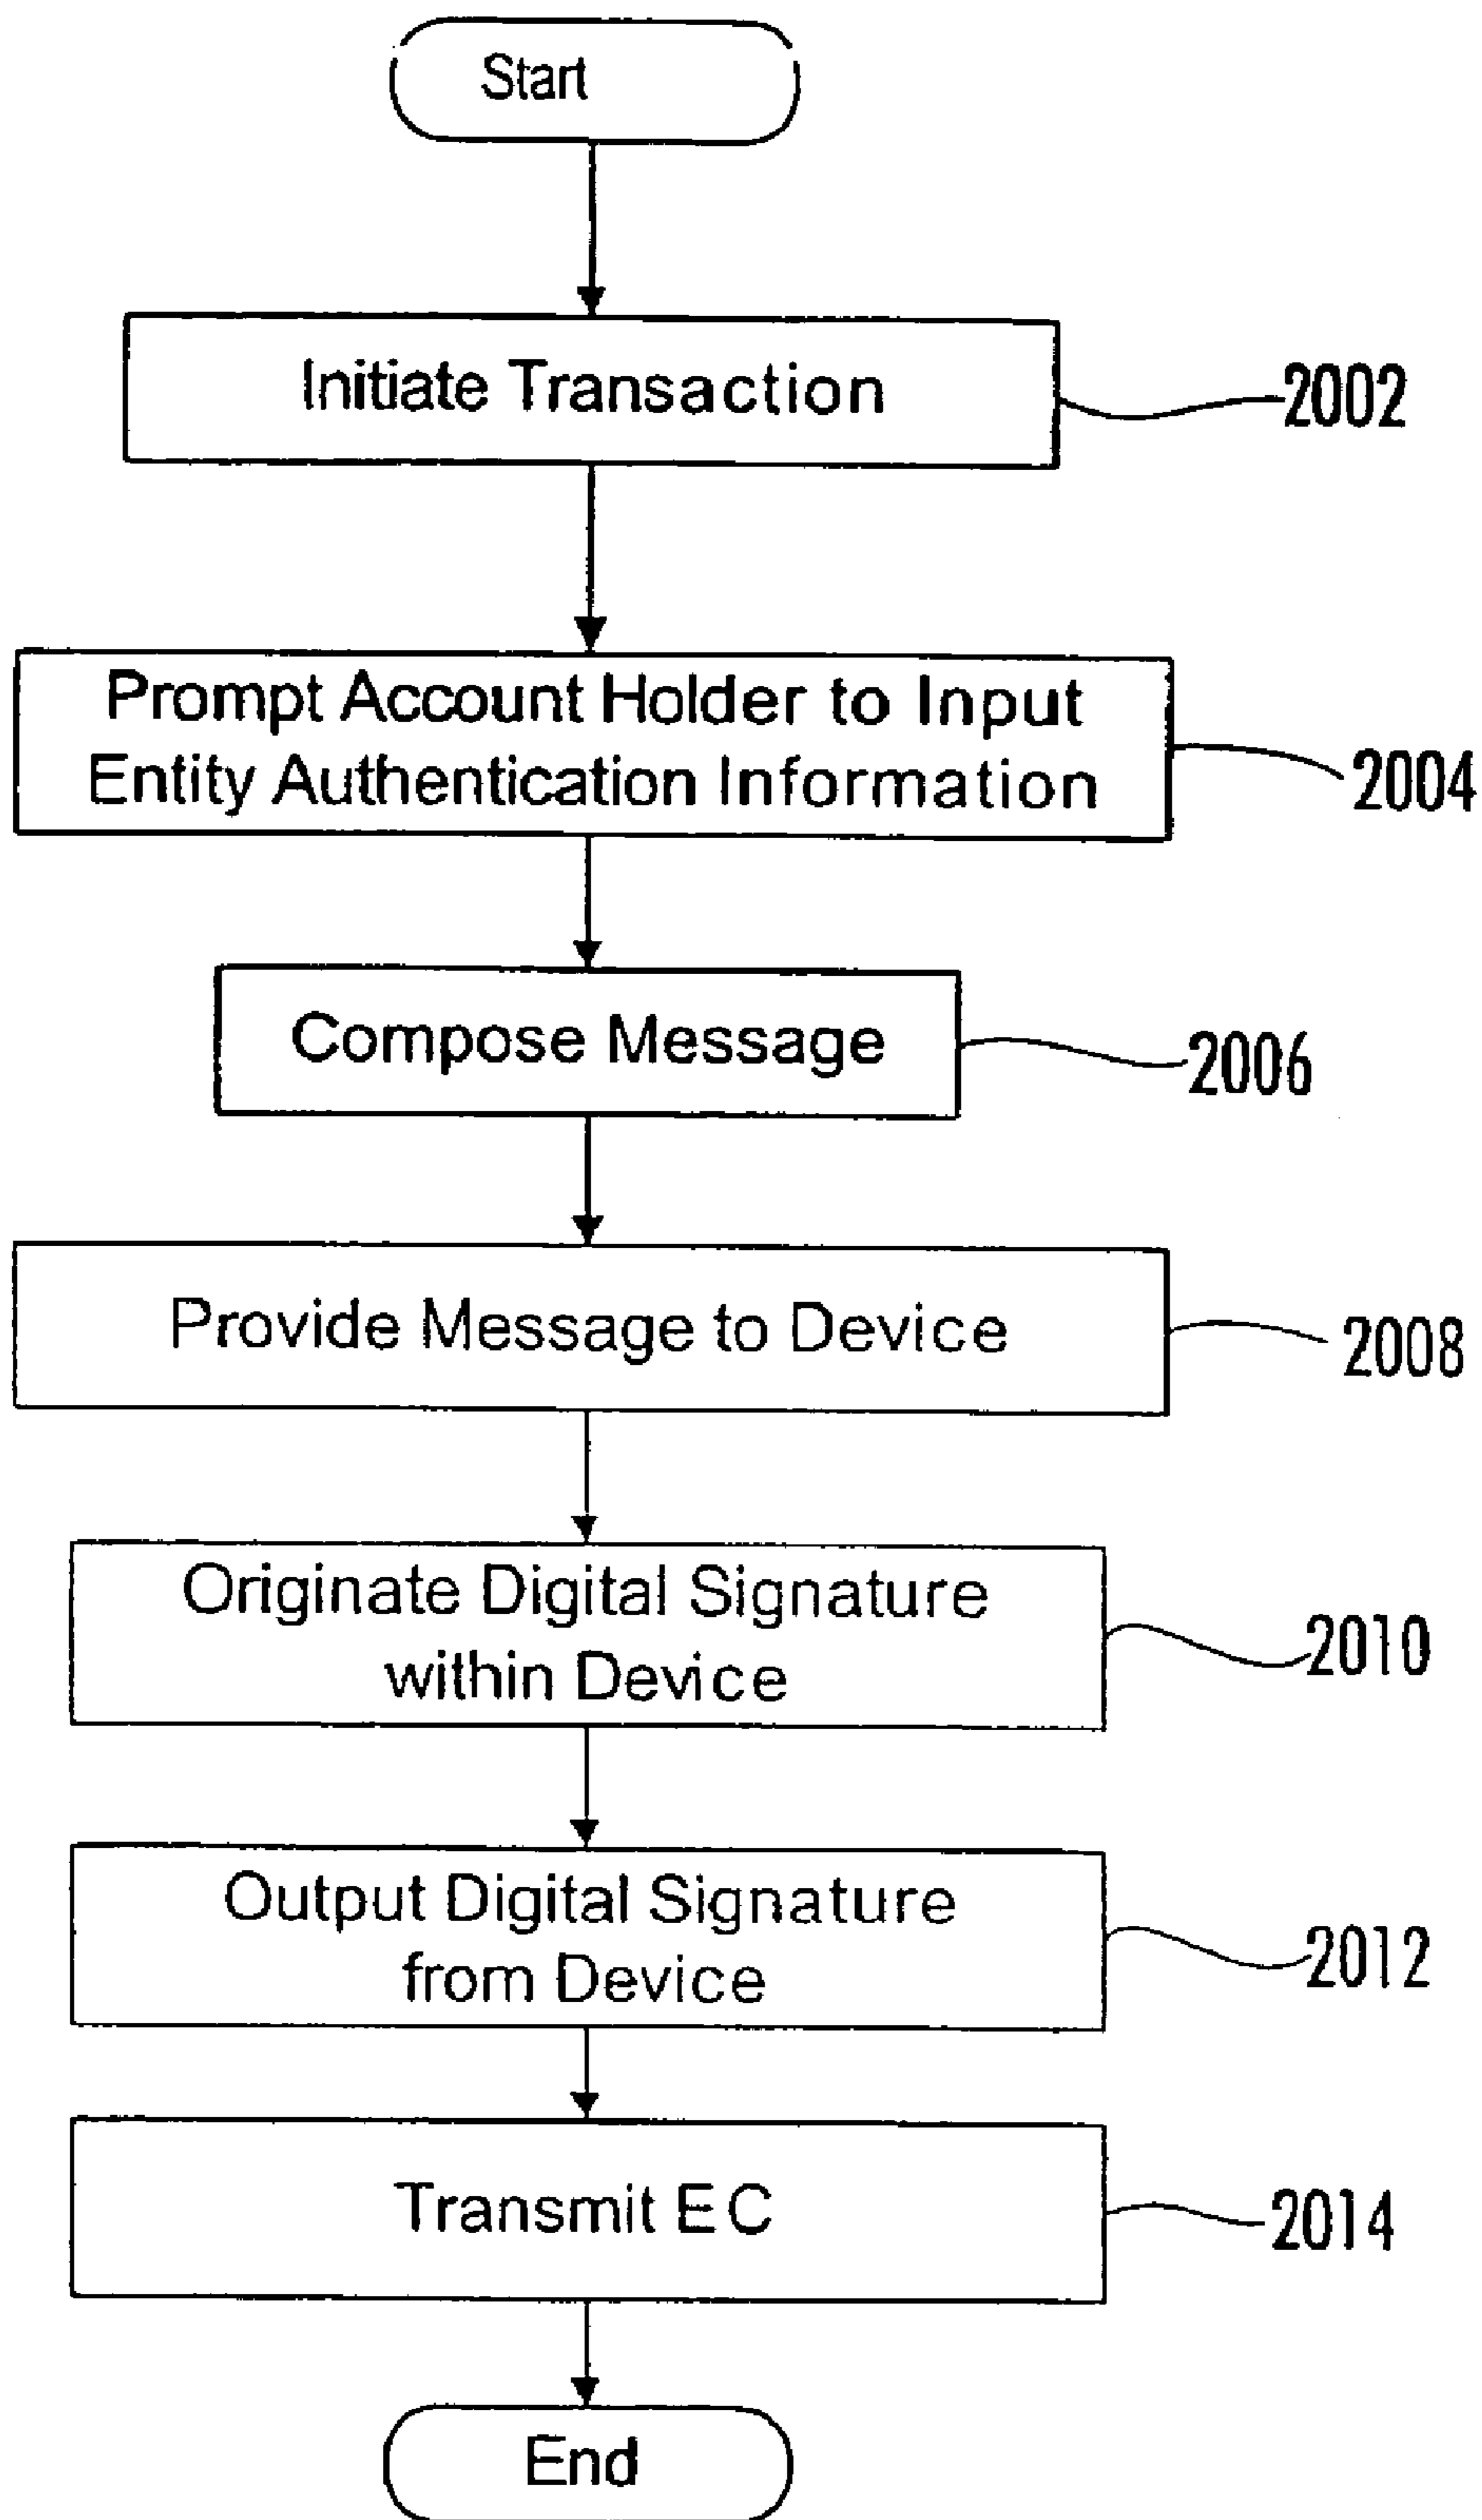 Start
Initiate Transaction
2002
Prompt Account Holder to Input
Entity Authentication Information
2004
Compose Message
2006
Provide Message to Device
2008
Originate Digital Signature
within Device
2010
Output Digital Signature
from Device
2012
Transmit EC
2014
End